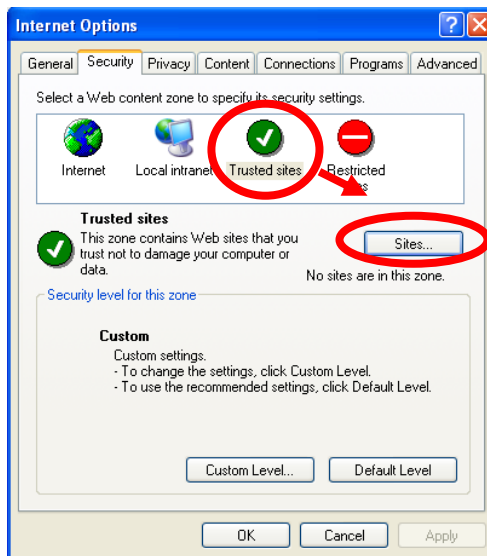 Internet Options
General Security Privacy Content Connections Programs Advanced
Select a Web content zone to specify its security settings.
Internet Local intranet Trusted sites Restricted
Trusted sites
This zone contains Web sites that you
trust not to damage your computer or
data.
Sites...
No sites are in this zone.
Security level for this zone
Custom
Custom settings.
- To change the settings, click Custom Level.
- To use the recommended settings, click Default Level.
Custom Level... Default Level
OK Cancel Apply